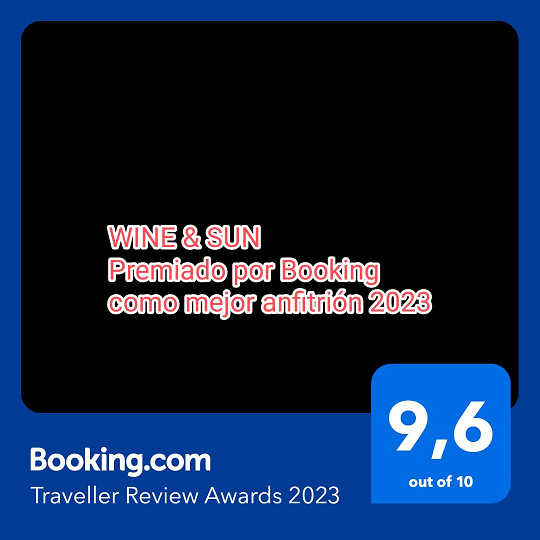 WINE & SUN
Premiado por Booking
como mejor anfitrión 2023
9,6
out of 10
Booking.com
Traveller Review Awards 2023